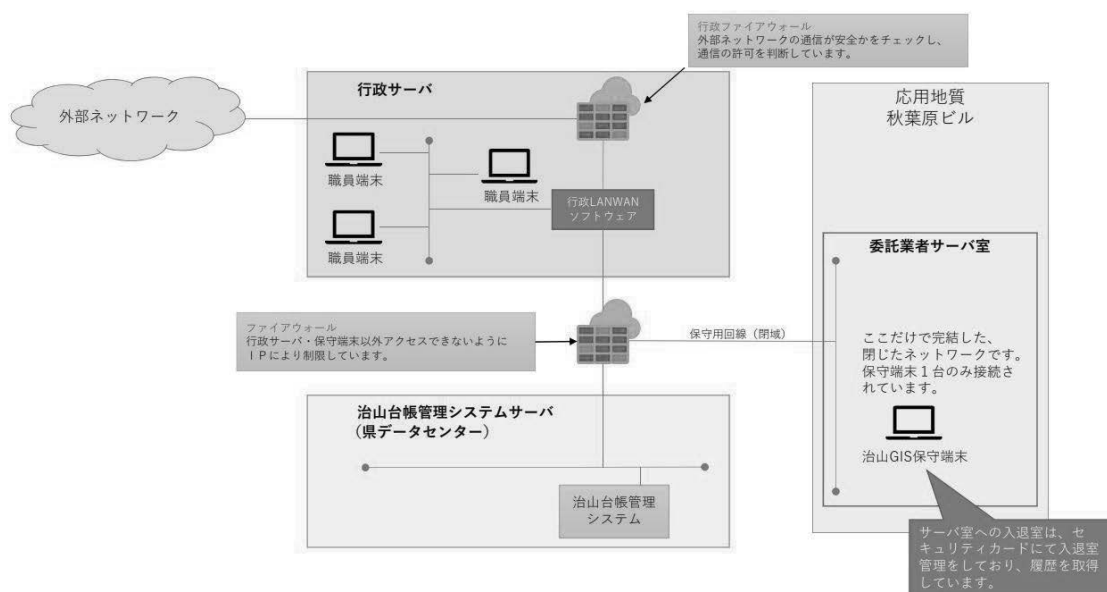 行政ファイアウォール
外部ネットワークの通信が安全かをチェックし、
通信の許可を判断しています。
行政サーバ
外部ネットワーク
職員端末
職員端末
職員端末
行政LANWAN
ソフトウェア
応用地質
秋葉原ビル
委託業者サーバ室
ファイアウォール
行政サーバ・保守端末以外アクセスできないように
IPにより制限しています。
保守用回線（閉域）
ここだけで完結した、
閉じたネットワークです。
保守端末１台のみ接続さ
れています。
治山GIS保守端末
治山台帳管理システムサーバ
（県データセンター）
治山台帳管理
システム
サーバ室への入退室は、セ
キュリティカードにて入退室
管理をしており、履歴を取得
しています。